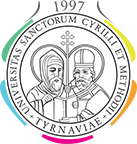 1997
UNIVERSITAS SANCTORUM CYRILLI ET METHODII
• TYRNAVIAE •